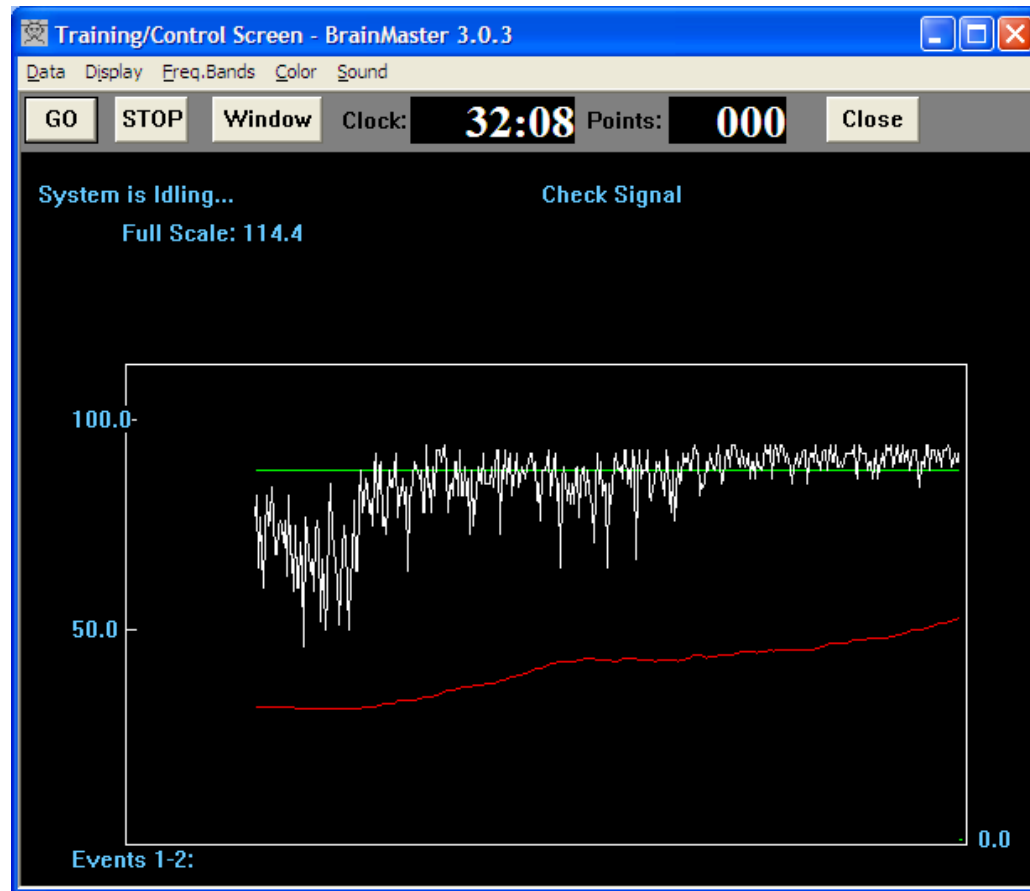 Training/Control Screen - BrainMaster 3.0.3
Data Display Freq.Bands Color Sound
GO STOP Window Clock: 32:08 Points: 000 Close
System is Idling... Check Signal
Full Scale: 114.4
100.0
50.0
0.0
Events 1-2: